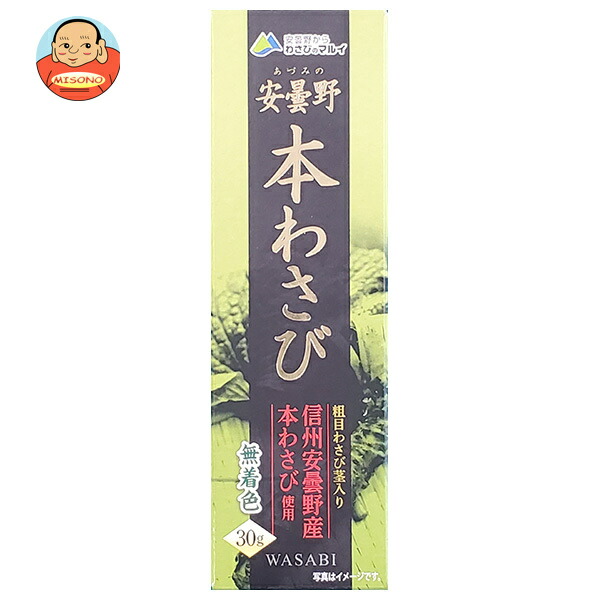 MISONO
安曇野から
わさびのマルイ
あづみの
安曇野
本わさび
粗目わさび茎入り
信州安曇野産
本わさび使用
無着色
30g
WASABI
写真はイメージです。